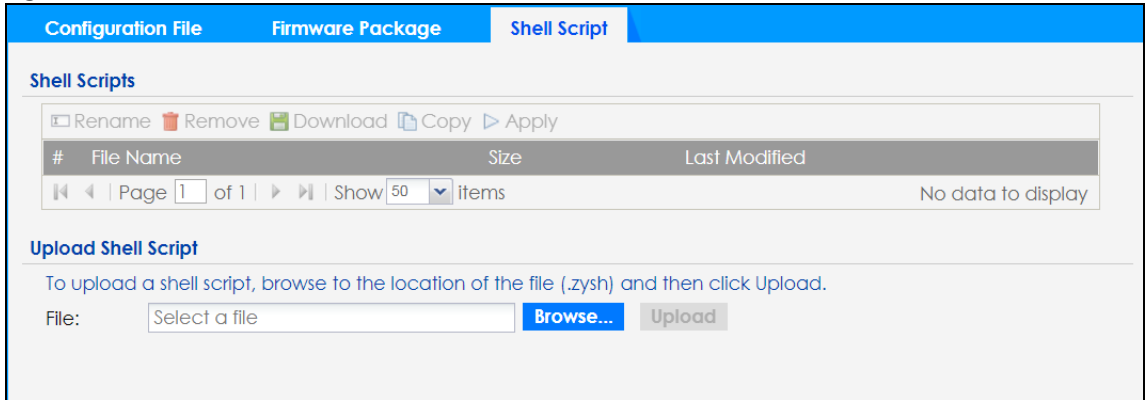 Configuration File Firmware Package Shell Script
Shell Scripts
Rename Remove Download Copy Apply
# File Name Size Last Modified
Page 1 of 1 Show 50 items No data to display
Upload Shell Script
To upload a shell script, browse to the location of the file (.zysh) and then click Upload.
File: Select a file Browse... Upload